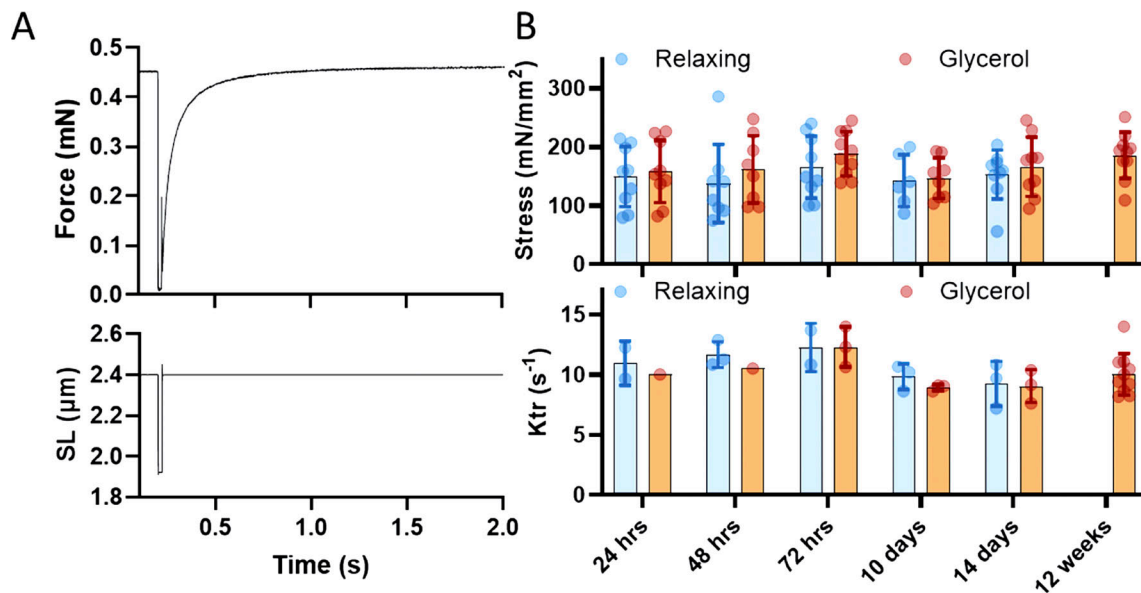 A
Force (mN)
0.5
0.4
0.3
0.2
0.1
0.0
SL (μm)
2.6
2.4
2.2
2.0
1.8
0.5 1.0 1.5 2.0
Time (s)
B
Relaxing Glycerol
Stress (mN/mm²)
300
200
100
0
Relaxing Glycerol
Ktr (s⁻¹)
15
10
5
0
24 hrs 48 hrs 72 hrs 10 days 14 days 12 weeks